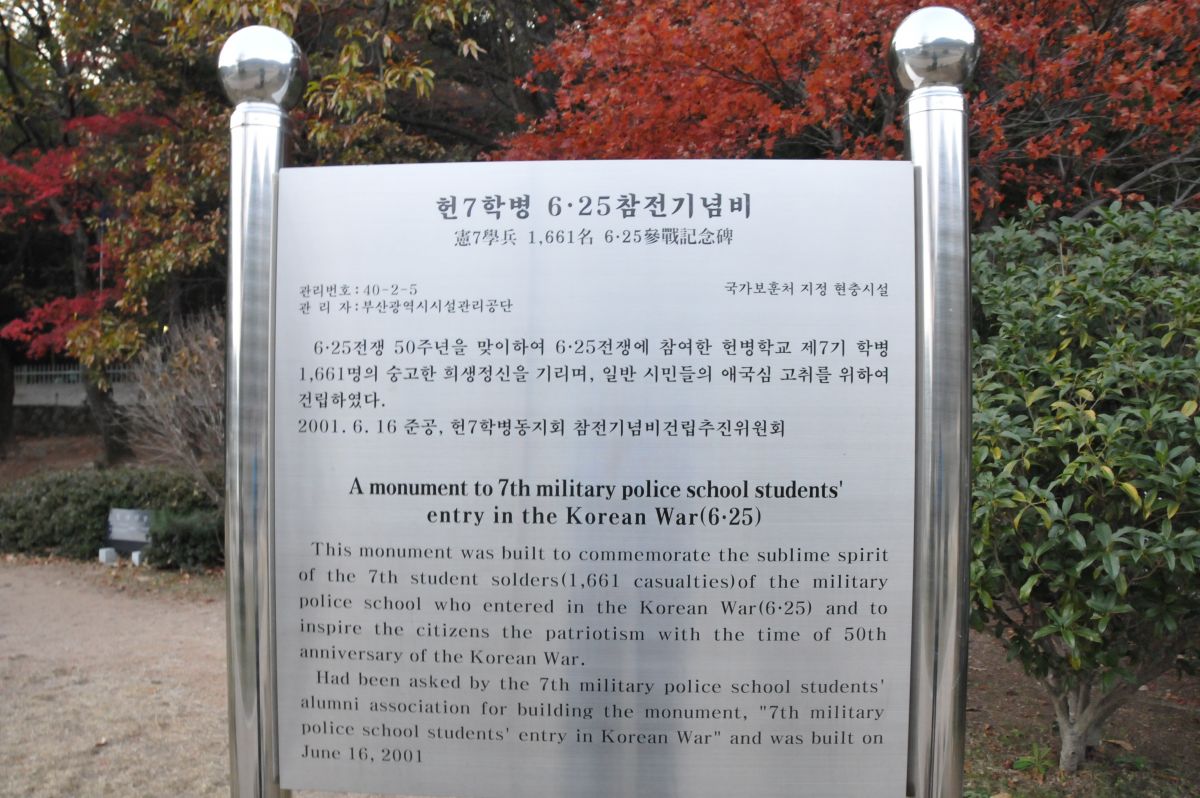 헌7학병 6·25참전기념비
憲7學兵 1,661名 6·25參戰記念碑
관리번호:40-2-5
국가보훈처 지정 현충시설
관 리 자:부산광역시시설관리공단
6·25전쟁 50주년을 맞이하여 6·25전쟁에 참여한 헌병학교 제7기 학병
1,661명의 숭고한 희생정신을 기리며, 일반 시민들의 애국심 고취를 위하여
건립하였다.
2001. 6. 16 준공, 헌7학병동지회 참전기념비건립추진위원회
A monument to 7th military police school students'
entry in the Korean War(6·25)
This monument was built to commemorate the sublime spirit
of the 7th student solders(1,661 casualties)of the military
police school who entered in the Korean War(6·25) and to
inspire the citizens the patriotism with the time of 50th
anniversary of the Korean War.
Had been asked by the 7th military police school students'
alumni association for building the monument, "7th military
police school students' entry in Korean War" and was built on
June 16, 2001